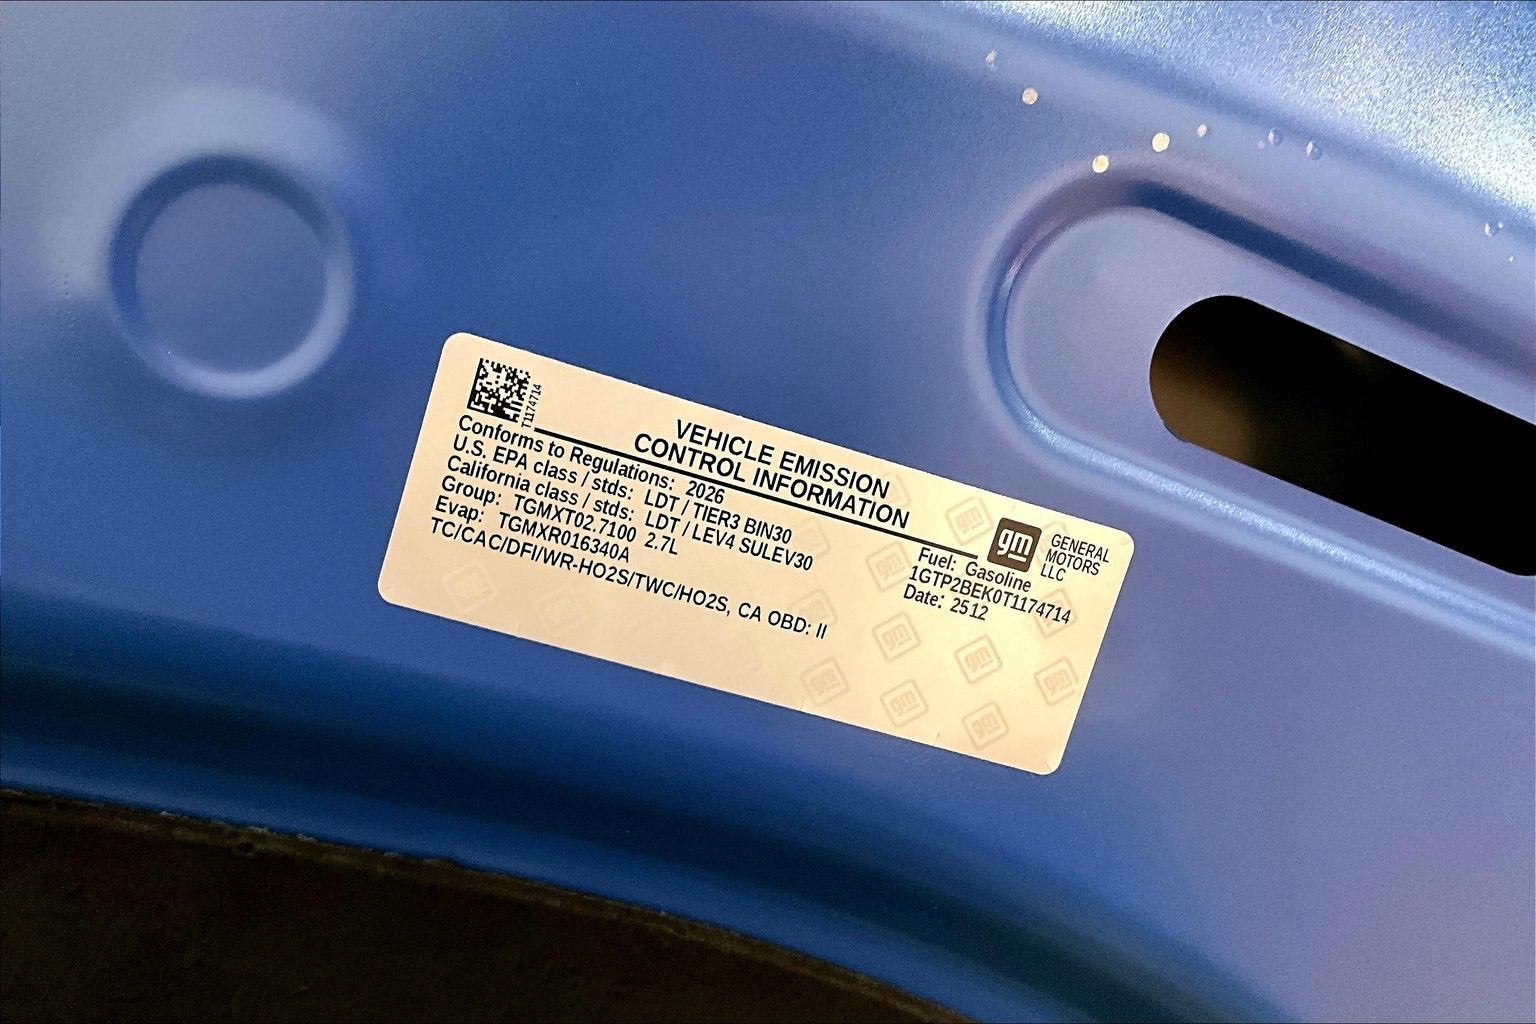 T1174714
VEHICLE EMISSION
CONTROL INFORMATION
Conforms to Regulations: 2026
U.S. EPA class / stds: LDT / TIER3 BIN30
California class / stds: LDT / LEV4 SULEV30
Group: TGMXT02.7100 2.7L
Evap: TGMXR016340A
TC/CAC/DFI/WR-HO2S/TWC/HO2S, CA OBD: II
gm
GENERAL
MOTORS
LLC
Fuel: Gasoline
1GTP2BEK0T1174714
Date: 2512